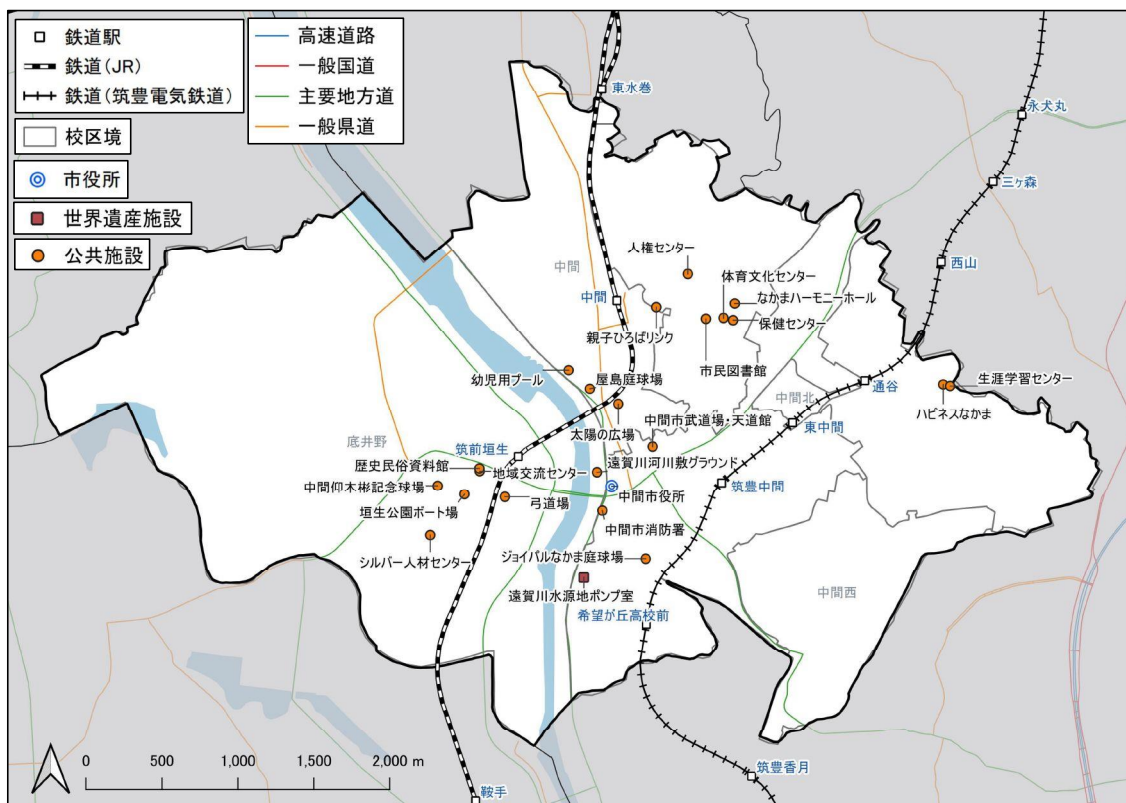 鉄道駅
鉄道(JR)
鉄道(筑豊電気鉄道)
校区境
市役所
世界遺産施設
公共施設
高速道路
一般国道
主要地方道
一般県道
東水巻
永犬丸
三ヶ森
西山
人権センター
中間
体育文化センター
なかまハーモニーホール
中間
保健センター
親子ひろばリンク
市民図書館
幼児用プール
屋島庭球場
通谷
生涯学習センター
中間北
ハピネスなかま
太陽の広場
中間市武道場・天道館
東中間
底井野
筑前垣生
歴史民俗資料館
地域交流センター
遠賀川河川敷グラウンド
中間仰木彬記念球場
中間市役所
筑豊中間
垣生公園ボート場
弓道場
中間市消防署
シルバー人材センター
ジョイパルなかま庭球場
中間西
遠賀川水源地ポンプ室
希望が丘高校前
筑豊香月
鞍手
0 500 1,000 1,500 2,000 m